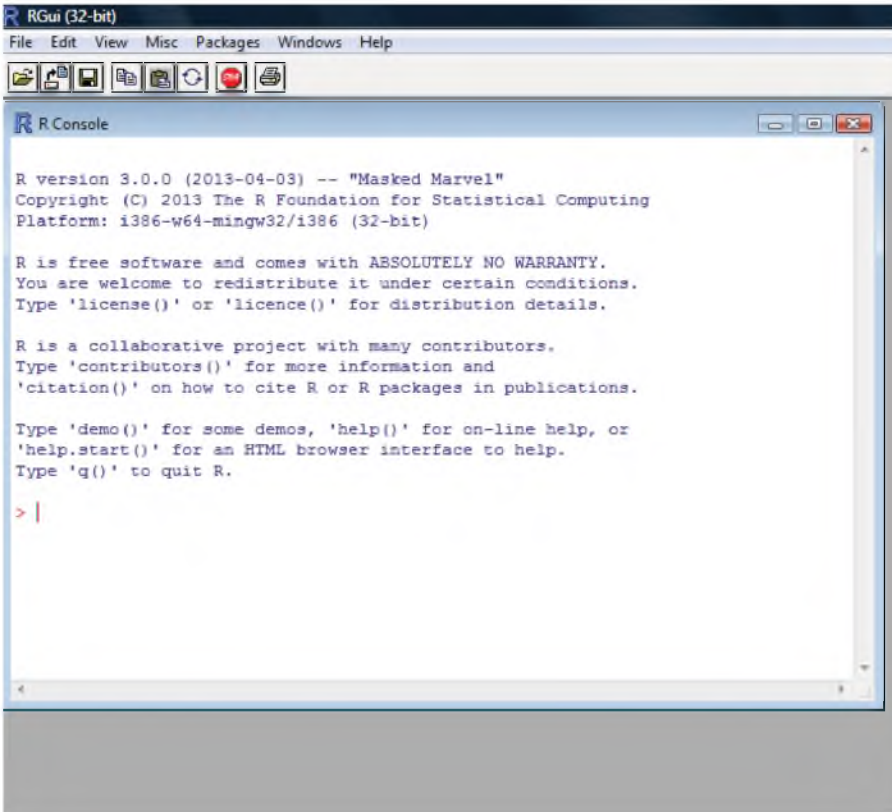 RGui (32-bit)
File Edit View Misc Packages Windows Help
STOP
R Console
R version 3.0.0 (2013-04-03) -- "Masked Marvel"
Copyright (C) 2013 The R Foundation for Statistical Computing
Platform: i386-w64-mingw32/i386 (32-bit)
R is free software and comes with ABSOLUTELY NO WARRANTY.
You are welcome to redistribute it under certain conditions.
Type 'license()' or 'licence()' for distribution details.
R is a collaborative project with many contributors.
Type 'contributors()' for more information and
'citation()' on how to cite R or R packages in publications.
Type 'demo()' for some demos, 'help()' for on-line help, or
'help.start()' for an HTML browser interface to help.
Type 'q()' to quit R.
>